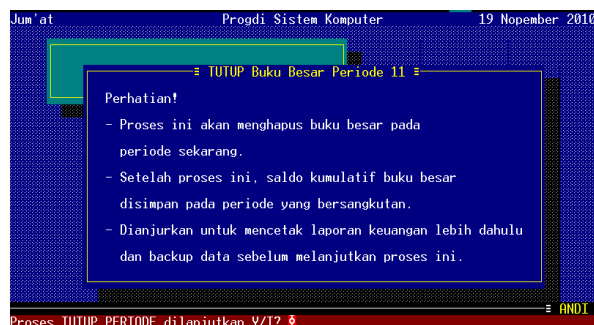 Jum'at Progdi Sistem Komputer 19 Nopember 2010
≡ TUTUP Buku Besar Periode 11 ≡
Perhatian!
- Proses ini akan menghapus buku besar pada
periode sekarang.
- Setelah proses ini, saldo kumulatif buku besar
disimpan pada periode yang bersangkutan.
- Dianjurkan untuk mencetak laporan keuangan lebih dahulu
dan backup data sebelum melanjutkan proses ini.
≡ ANDI
Proses TUTUP PERIODE dilanjutkan Y/T?